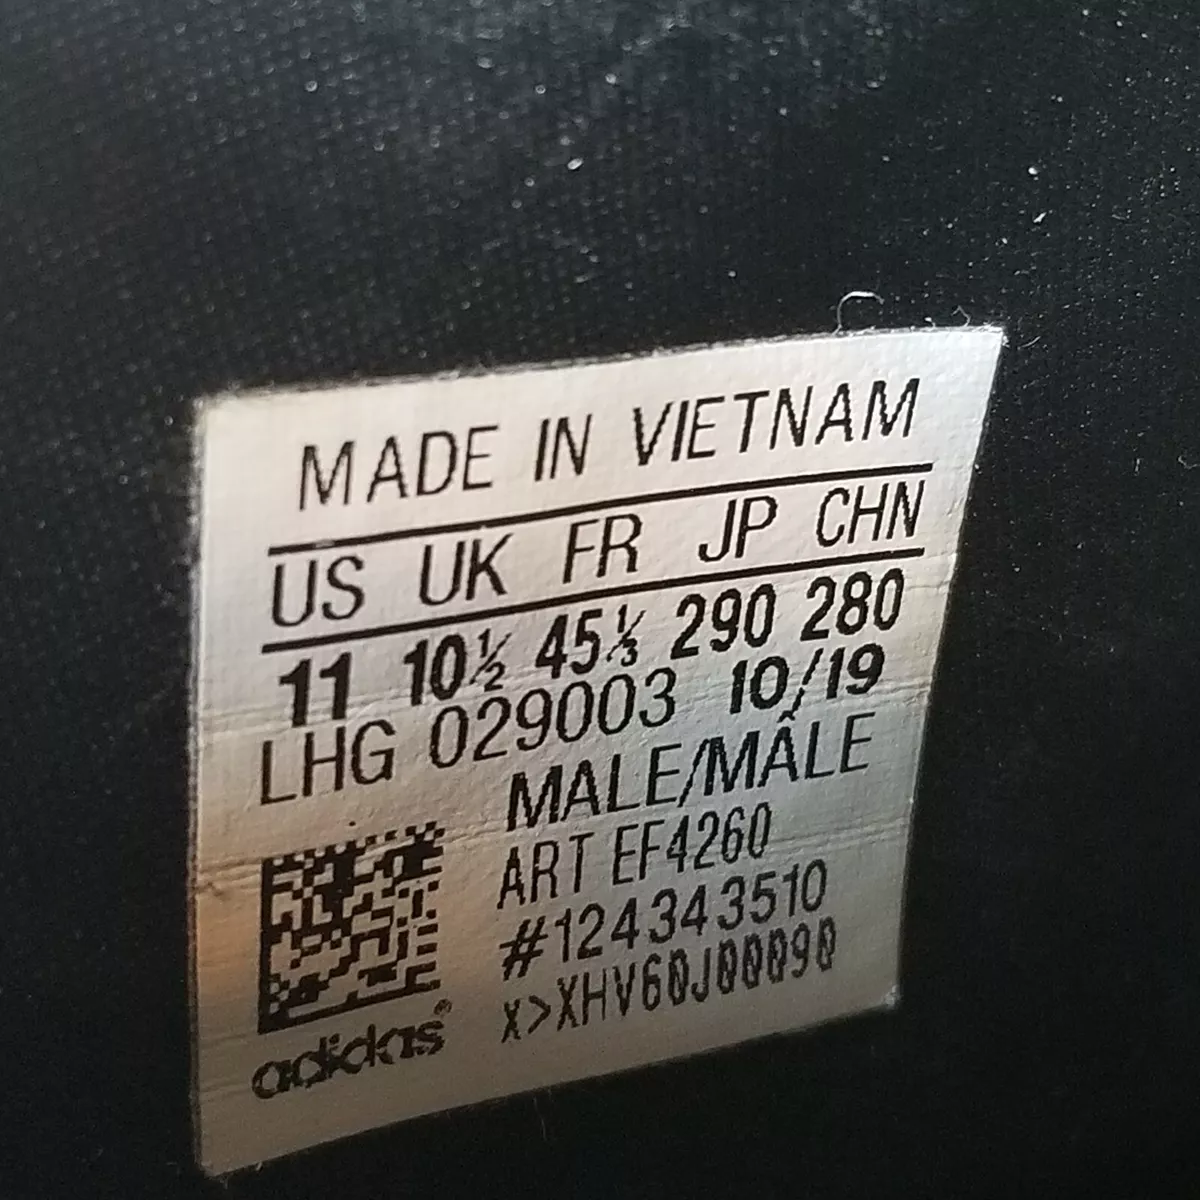 MADE IN VIETNAM
US UK FR JP CHN
11 10½ 45⅓ 290 280
LHG 029003 10/19
MALE/MÂLE
ART EF4260
#124343510
X>XHV60J00090
adidas®